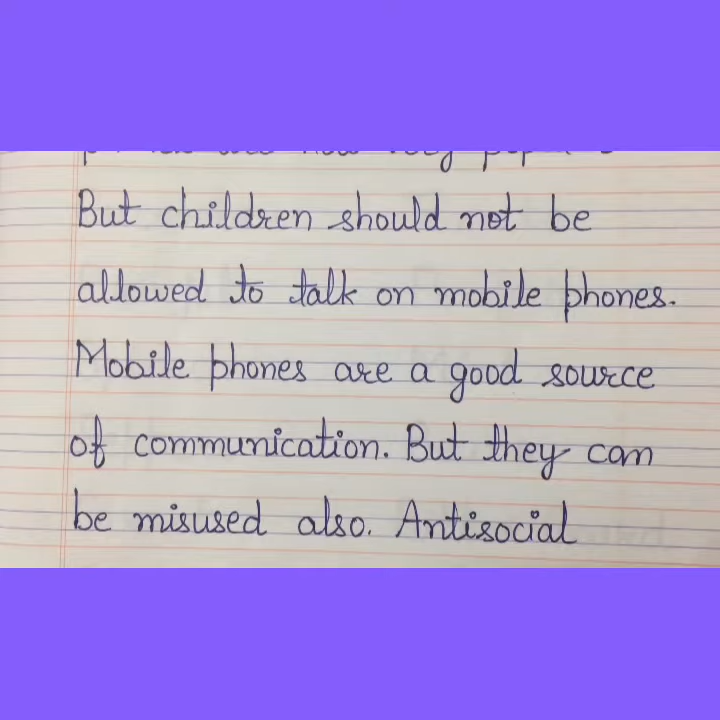 But children should not be
allowed to talk on mobile phones.
Mobile phones are a good source
of communication. But they can
be misused also. Antisocial